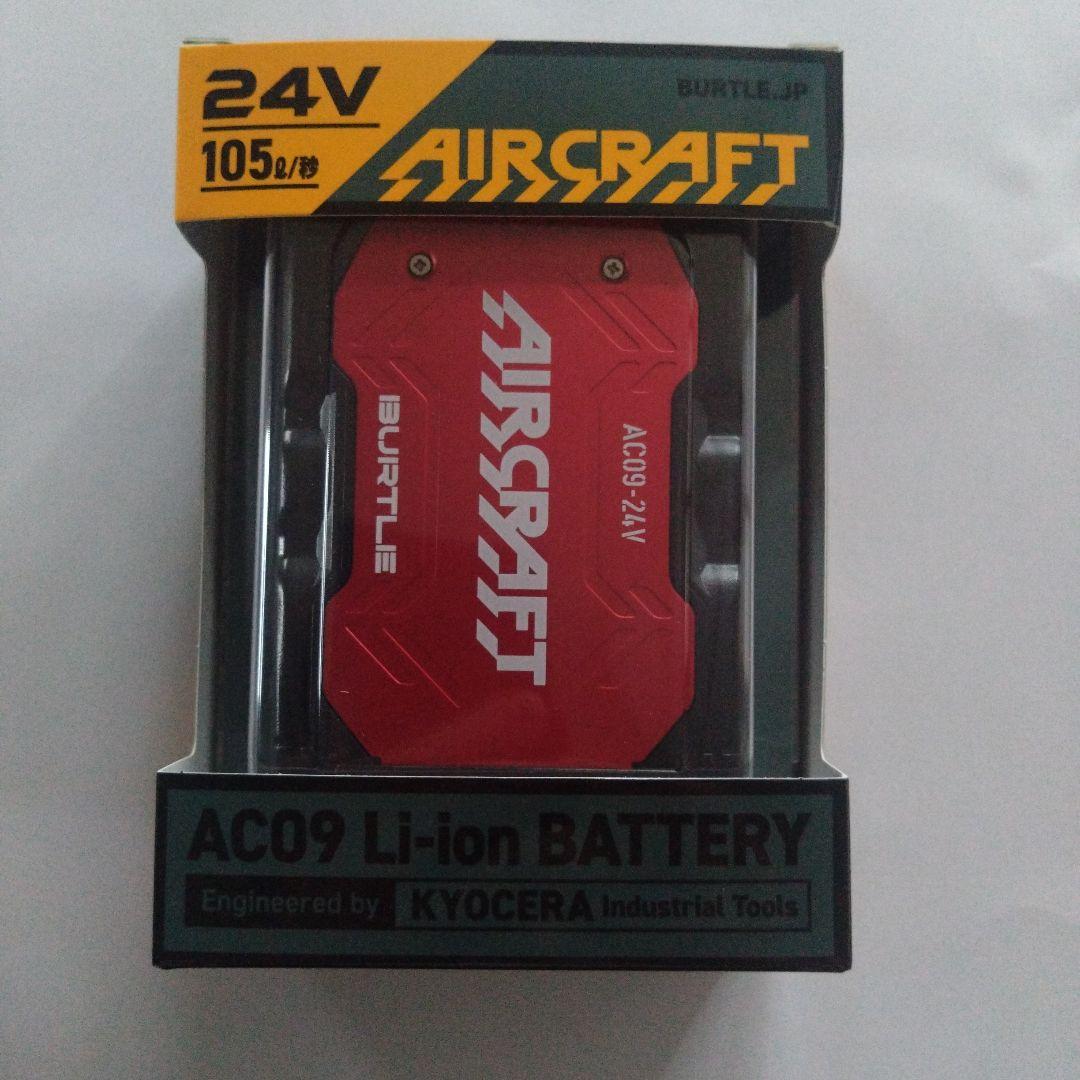 24V
105ℓ/秒
BURTLE.JP
AIRCRAFT
AIRCRAFT
BURTLE
AC09-24V
AC09 Li-ion BATTERY
Engineered by KYOCERA Industrial Tools